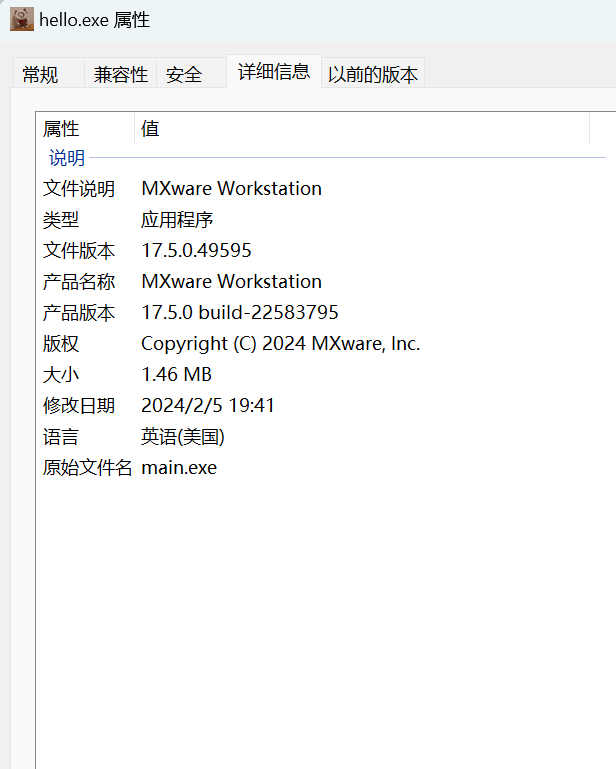 hello.exe 属性
常规 兼容性 安全 详细信息 以前的版本
属性 值
说明
文件说明 MXware Workstation
类型 应用程序
文件版本 17.5.0.49595
产品名称 MXware Workstation
产品版本 17.5.0 build-22583795
版权 Copyright (C) 2024 MXware, Inc.
大小 1.46 MB
修改日期 2024/2/5 19:41
语言 英语(美国)
原始文件名 main.exe